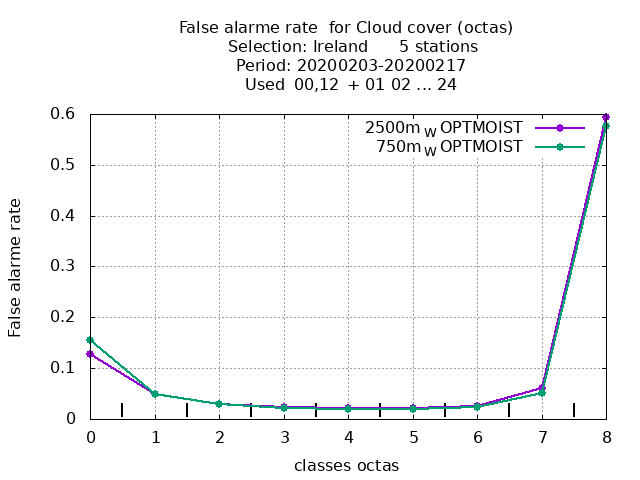 False alarme rate  for Cloud cover (octas)
Selection: Ireland      5 stations
Period: 20200203-20200217
Used  00,12  + 01 02 ... 24
2500m W OPTMOIST
750m W OPTMOIST
False alarme rate
0.6
0.5
0.4
0.3
0.2
0.1
0
0 1 2 3 4 5 6 7 8
classes octas